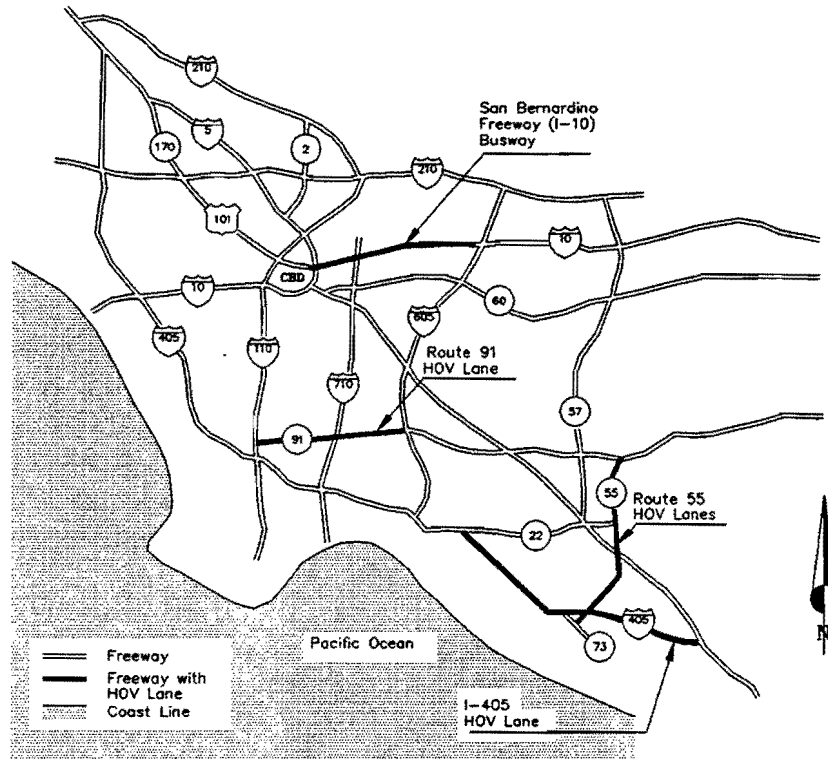 210
San Bernardino
Freeway (I-10)
Busway
5
170
2
210
101
10
CBD
10
60
405
110
605
Route 91
HOV Lane
710
57
91
55
Route 55
HOV Lanes
22
405
73
Pacific Ocean
N
Freeway
Freeway with
HOV Lane
Coast Line
I-405
HOV Lane